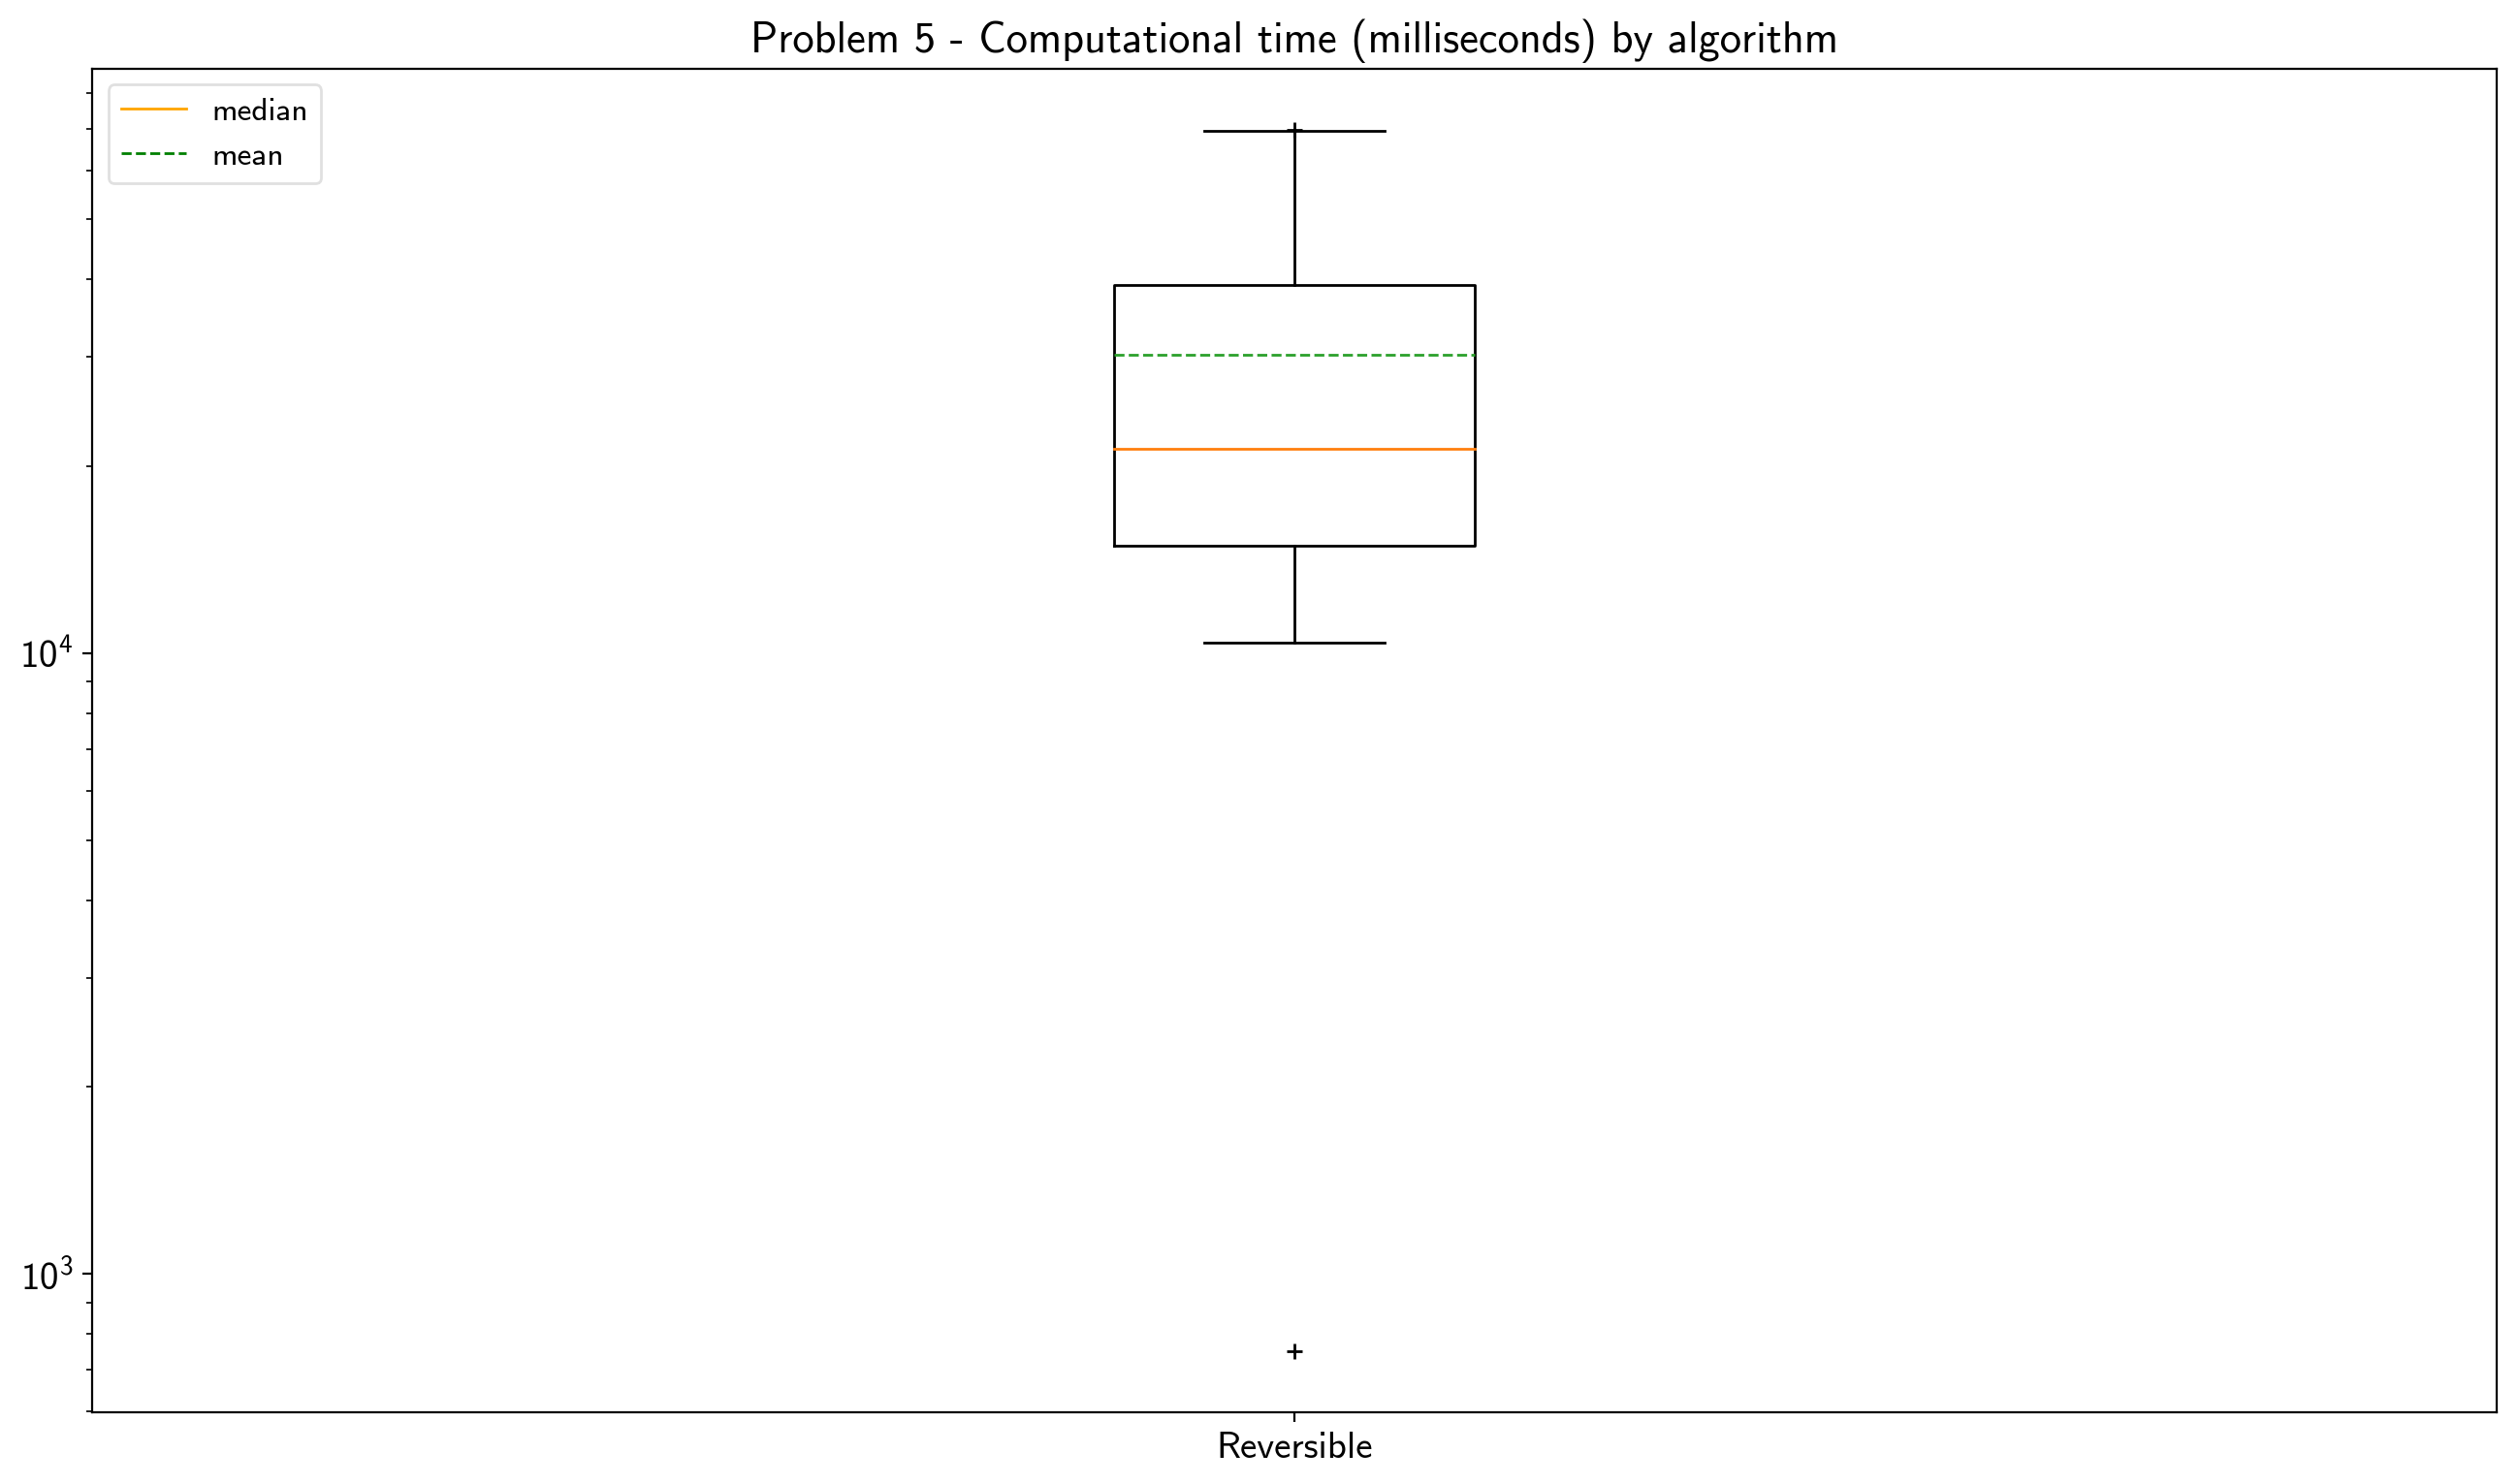 Problem 5 - Computational time (milliseconds) by algorithm
median
mean
10^4
10^3
Reversible